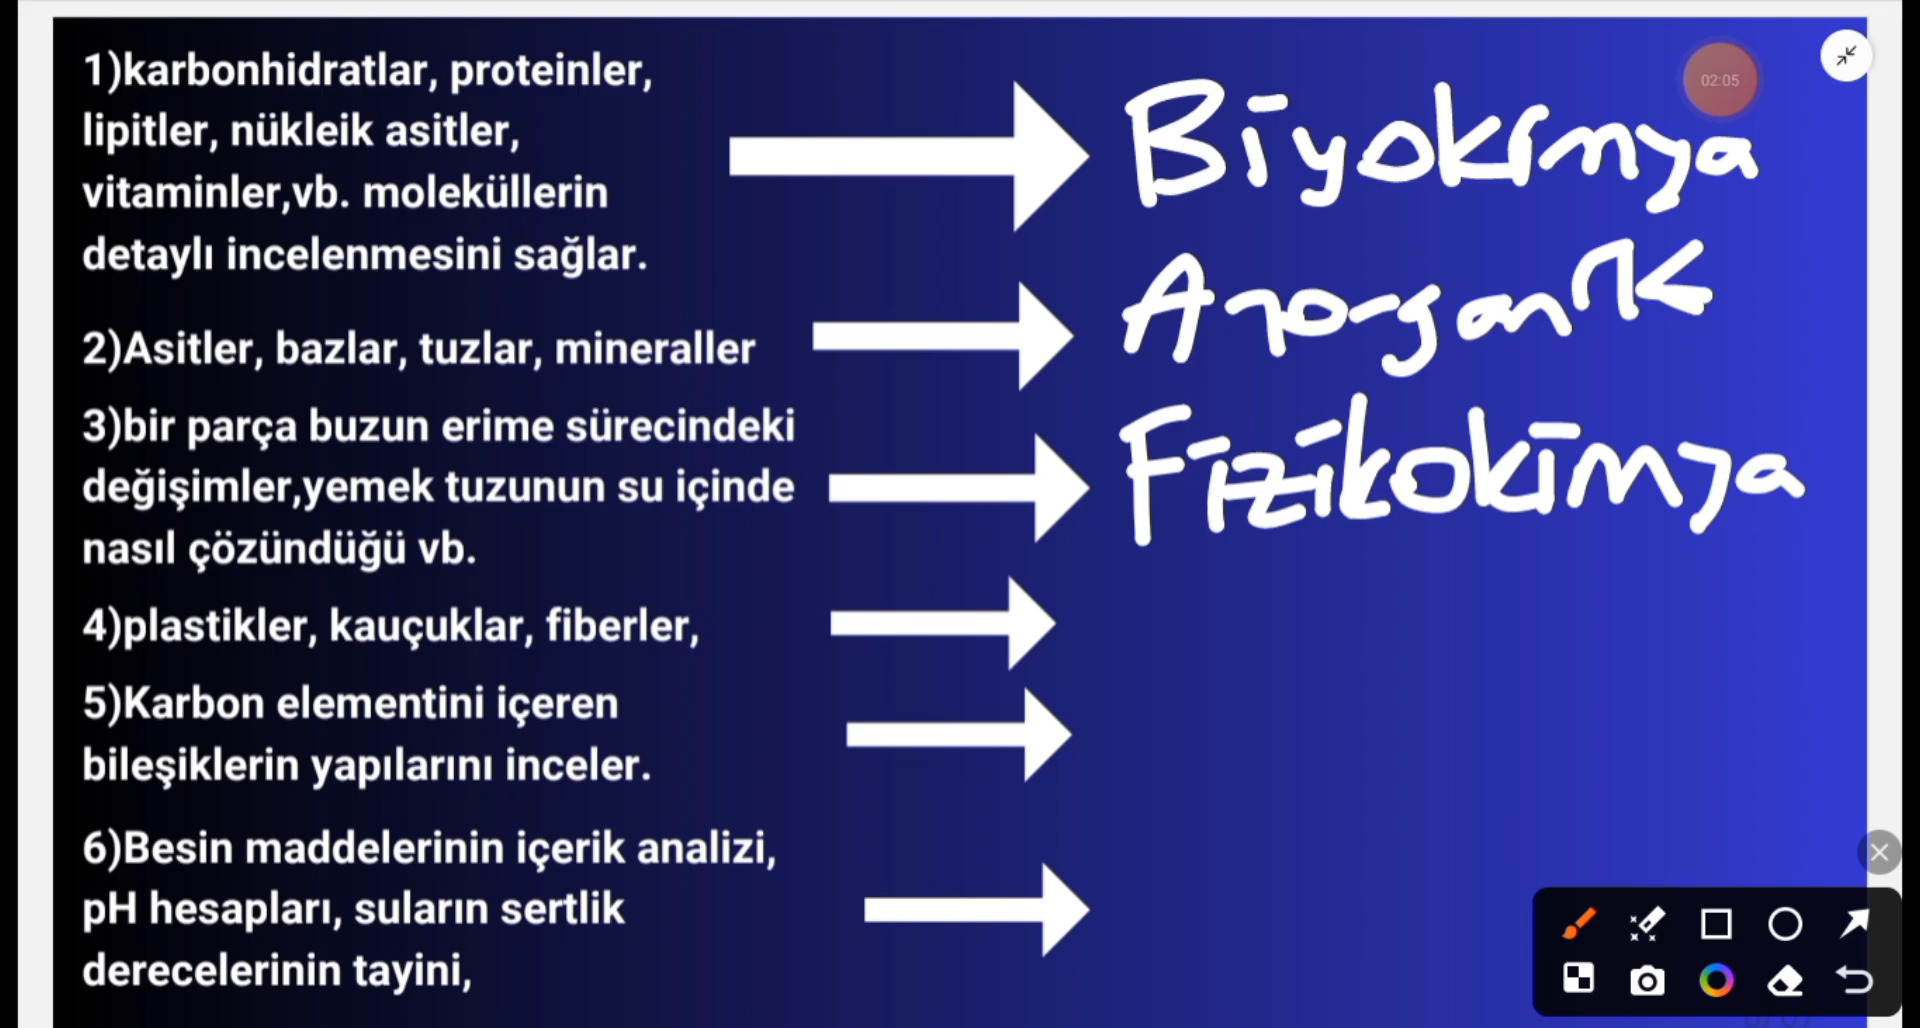 1)karbonhidratlar, proteinler,
lipitler, nükleik asitler,
vitaminler,vb. moleküllerin
detaylı incelenmesini sağlar.
Biyokimya
2)Asitler, bazlar, tuzlar, mineraller
Anorganik
3)bir parça buzun erime sürecindeki
değişimler,yemek tuzunun su içinde
nasıl çözündüğü vb.
Fizikokimya
4)plastikler, kauçuklar, fiberler,
5)Karbon elementini içeren
bileşiklerin yapılarını inceler.
6)Besin maddelerinin içerik analizi,
pH hesapları, suların sertlik
derecelerinin tayini,
02:05